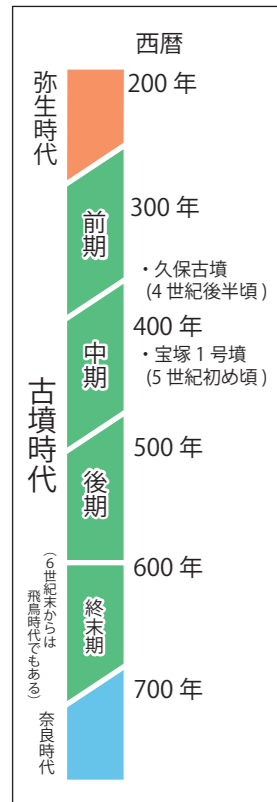 西暦
弥生時代
200 年
前期
300 年
・久保古墳
(4 世紀後半頃 )
400 年
中期
・宝塚 1 号墳
(5 世紀初め頃 )
古墳時代
500 年
後期
600 年
(６世紀末からは
飛鳥時代でもある)
終末期
700 年
奈良時代